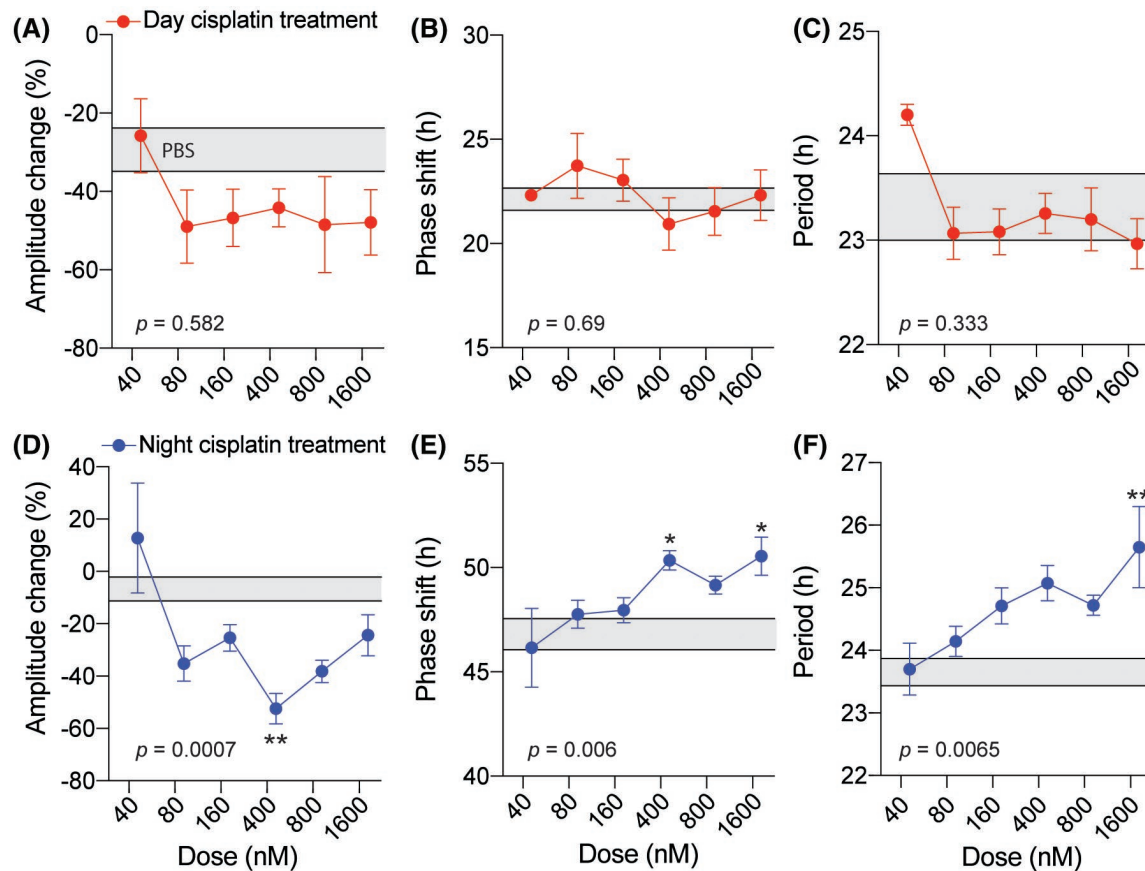 (A) Day cisplatin treatment
Amplitude change (%)
0
-20
-40
-60
-80
PBS
p = 0.582
40 80 160 400 800 1600
(B)
Phase shift (h)
30
25
20
15
p = 0.69
40 80 160 400 800 1600
(C)
Period (h)
25
24
23
22
p = 0.333
40 80 160 400 800 1600
(D) Night cisplatin treatment
Amplitude change (%)
40
20
0
-20
-40
-60
-80
**
p = 0.0007
40 80 160 400 800 1600
Dose (nM)
(E)
Phase shift (h)
55
50
45
40
* *
p = 0.006
40 80 160 400 800 1600
Dose (nM)
(F)
Period (h)
27
26
25
24
23
22
**
p = 0.0065
40 80 160 400 800 1600
Dose (nM)